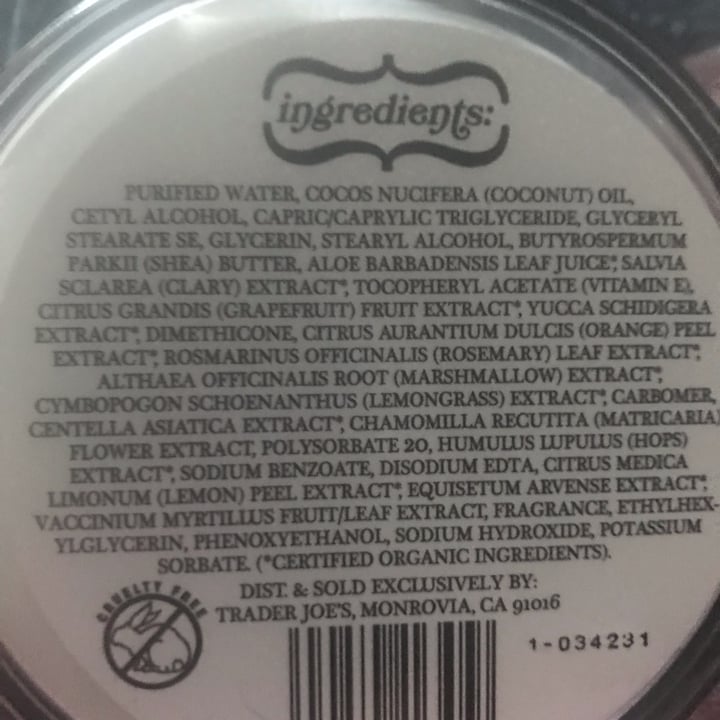 ingredients:
PURIFIED WATER, COCOS NUCIFERA (COCONUT) OIL,
CETYL ALCOHOL, CAPRIC/CAPRYLIC TRIGLYCERIDE, GLYCERYL
STEARATE SE, GLYCERIN, STEARYL ALCOHOL, BUTYROSPERMUM
PARKII (SHEA) BUTTER, ALOE BARBADENSIS LEAF JUICE*, SALVIA
SCLAREA (CLARY) EXTRACT*, TOCOPHERYL ACETATE (VITAMIN E),
CITRUS GRANDIS (GRAPEFRUIT) FRUIT EXTRACT*, YUCCA SCHIDIGERA
EXTRACT*, DIMETHICONE, CITRUS AURANTIUM DULCIS (ORANGE) PEEL
EXTRACT*, ROSMARINUS OFFICINALIS (ROSEMARY) LEAF EXTRACT*,
ALTHAEA OFFICINALIS ROOT (MARSHMALLOW) EXTRACT*,
CYMBOPOGON SCHOENANTHUS (LEMONGRASS) EXTRACT*, CARBOMER,
CENTELLA ASIATICA EXTRACT*, CHAMOMILLA RECUTITA (MATRICARIA)
FLOWER EXTRACT, POLYSORBATE 20, HUMULUS LUPULUS (HOPS)
EXTRACT*, SODIUM BENZOATE, DISODIUM EDTA, CITRUS MEDICA
LIMONUM (LEMON) PEEL EXTRACT*, EQUISETUM ARVENSE EXTRACT*,
VACCINIUM MYRTILLUS FRUIT/LEAF EXTRACT, FRAGRANCE, ETHYLHEX-
YLGLYCERIN, PHENOXYETHANOL, SODIUM HYDROXIDE, POTASSIUM
SORBATE. (*CERTIFIED ORGANIC INGREDIENTS).
CRUELTY FREE
DIST. & SOLD EXCLUSIVELY BY:
TRADER JOE'S, MONROVIA, CA 91016
1-034231